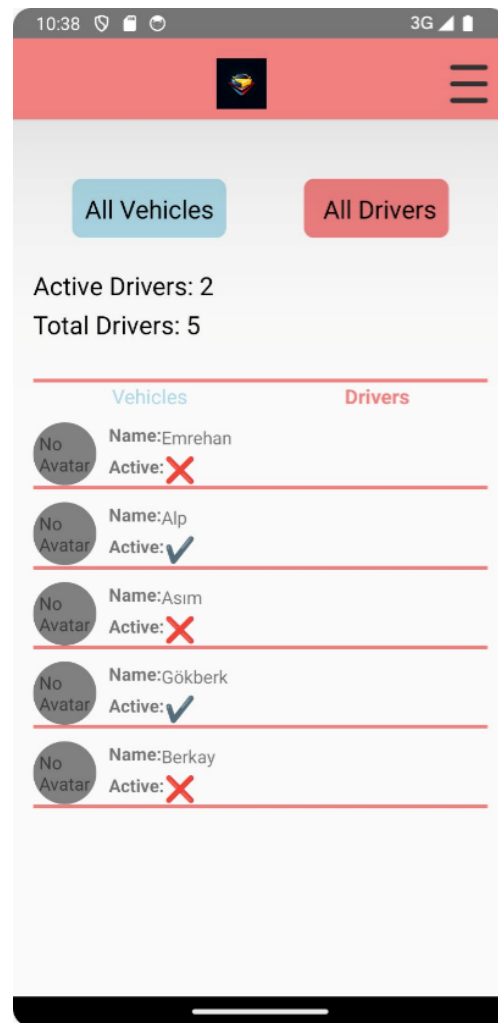 10:38 3G
All Vehicles All Drivers
Active Drivers: 2
Total Drivers: 5
Vehicles Drivers
No Avatar Name:Emrehan
Active:❌
No Avatar Name:Alp
Active:✔
No Avatar Name:Asım
Active:❌
No Avatar Name:Gökberk
Active:✔
No Avatar Name:Berkay
Active:❌